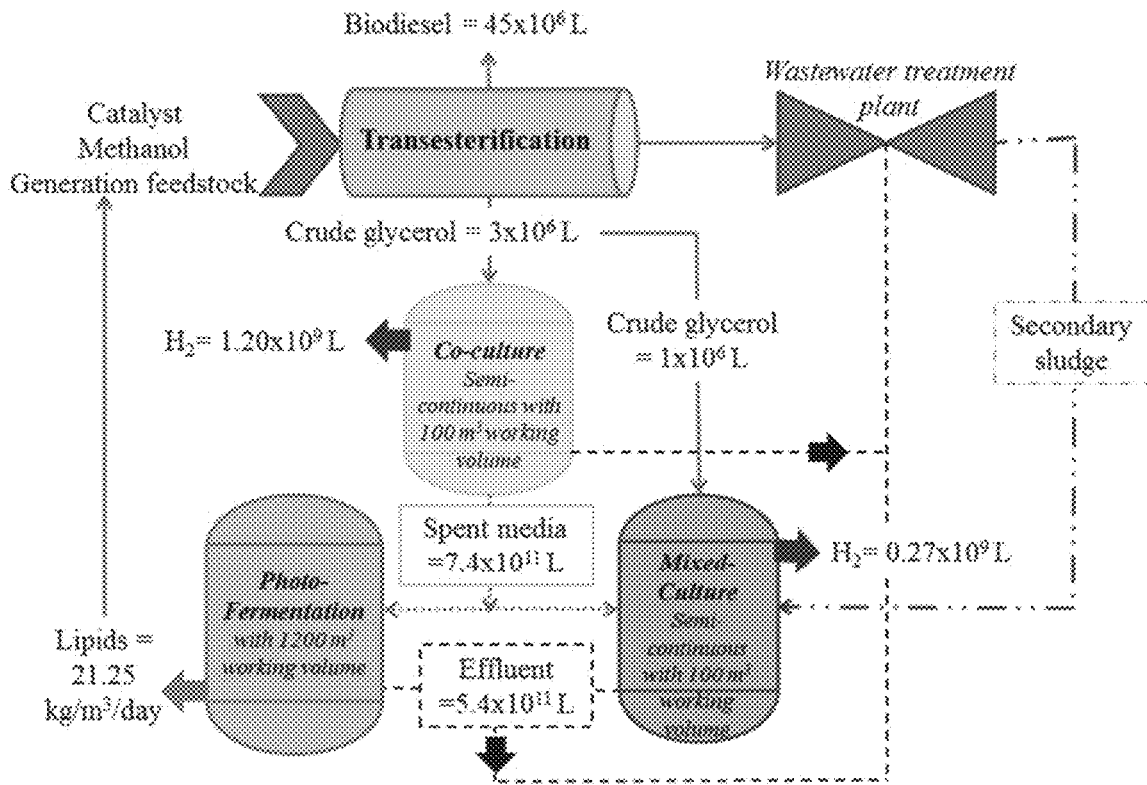 Biodiesel = 45x10⁶ L
Wastewater treatment
plant
Catalyst
Methanol
Generation feedstock
Transesterification
Crude glycerol = 3x10⁶ L
H₂= 1.20x10⁹ L
Co-culture
Semi-
continuous with
100 m³ working
volume
Crude glycerol
= 1x10⁶ L
Secondary
sludge
Spent media
=7.4x10¹¹ L
Photo-
Fermentation
with 1200 m³
working volume
Mixed-
Culture
Semi-
continuous
with 100 m³
working
volume
H₂= 0.27x10⁹ L
Lipids =
21.25
kg/m³/day
Effluent
=5.4x10¹¹ L